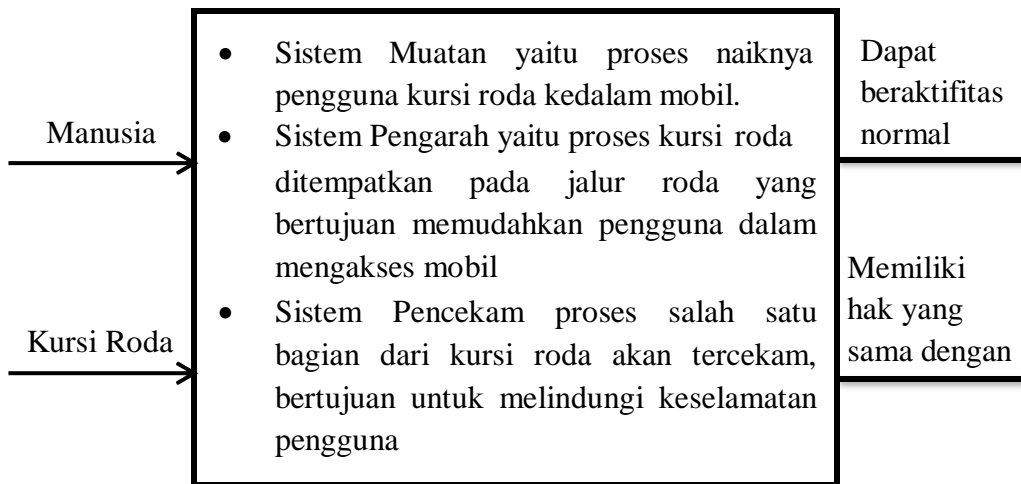 Manusia
Kursi Roda
• Sistem Muatan yaitu proses naiknya
pengguna kursi roda kedalam mobil.
• Sistem Pengarah yaitu proses kursi roda
ditempatkan pada jalur roda yang
bertujuan memudahkan pengguna dalam
mengakses mobil
• Sistem Pencekam proses salah satu
bagian dari kursi roda akan tercekam,
bertujuan untuk melindungi keselamatan
pengguna
Dapat
beraktifitas
normal
Memiliki
hak yang
sama dengan